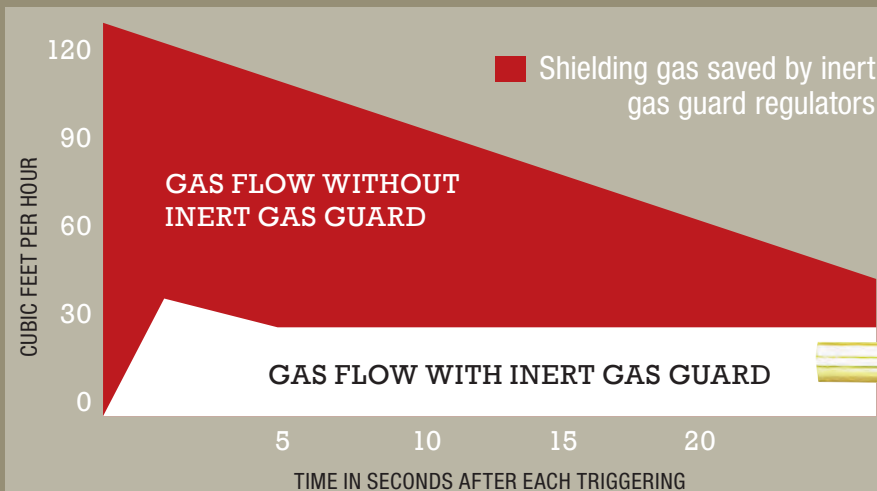 120
Shielding gas saved by inert
gas guard regulators
90
GAS FLOW WITHOUT
INERT GAS GUARD
60
CUBIC FEET PER HOUR
30
GAS FLOW WITH INERT GAS GUARD
0
5 10 15 20
TIME IN SECONDS AFTER EACH TRIGGERING